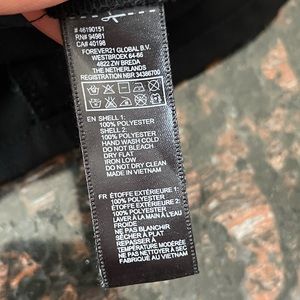 # 46190151
RN# 94981
CA# 40198
FOREVER21 GLOBAL B.V.
WESTBROEK 64-66
4822 ZW BREDA
THE NETHERLANDS
REGISTRATION NBR 34386700
EN SHELL 1:
100% POLYESTER
SHELL 2:
100% POLYESTER
HAND WASH COLD
DO NOT BLEACH
DRY FLAT
IRON LOW
DO NOT DRY CLEAN
MADE IN VIETNAM
FR ÉTOFFE EXTÉRIEURE 1:
100% POLYESTER
ÉTOFFE EXTÉRIEURE 2:
100% POLYESTER
LAVER À LA MAIN À L'EAU
FROIDE
NE PAS BLANCHIR
SÉCHER À PLAT
REPASSER À
TEMPÉRATURE MODÉRÉE
NE PAS NETTOYER À SEC
FABRIQUÉ AU VIETNAM